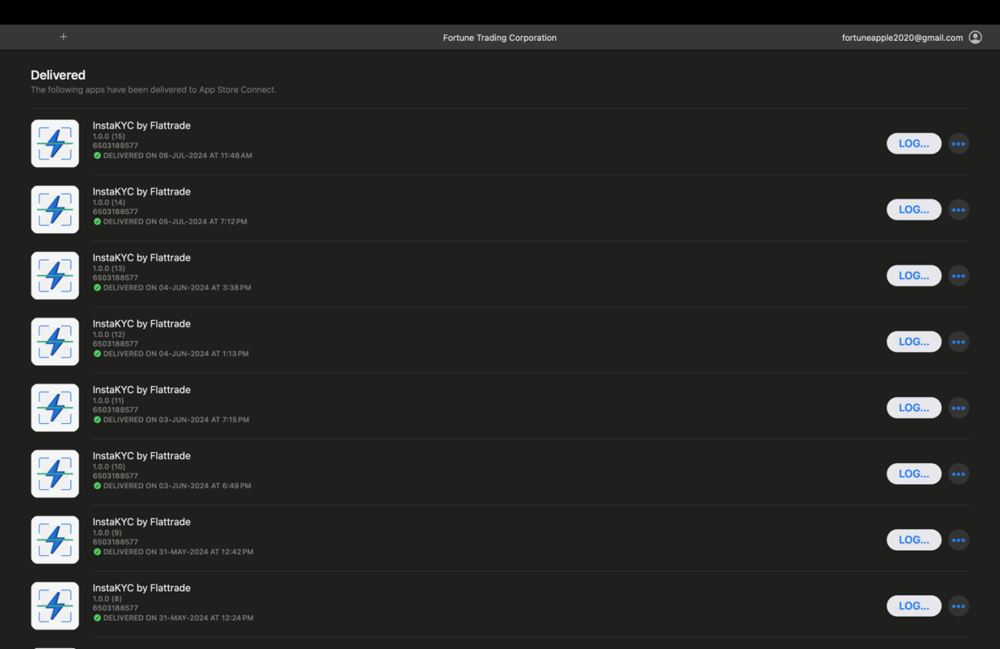 +
Fortune Trading Corporation
fortuneapple2020@gmail.com
Delivered
The following apps have been delivered to App Store Connect.
InstaKYC by Flattrade
1.0.0 (15)
6503188577
DELIVERED ON 06-JUL-2024 AT 11:48 AM
LOG...
InstaKYC by Flattrade
1.0.0 (14)
6503188577
DELIVERED ON 05-JUL-2024 AT 7:12 PM
LOG...
InstaKYC by Flattrade
1.0.0 (13)
6503188577
DELIVERED ON 04-JUN-2024 AT 3:38 PM
LOG...
InstaKYC by Flattrade
1.0.0 (12)
6503188577
DELIVERED ON 04-JUN-2024 AT 1:13 PM
LOG...
InstaKYC by Flattrade
1.0.0 (11)
6503188577
DELIVERED ON 03-JUN-2024 AT 7:15 PM
LOG...
InstaKYC by Flattrade
1.0.0 (10)
6503188577
DELIVERED ON 03-JUN-2024 AT 6:49 PM
LOG...
InstaKYC by Flattrade
1.0.0 (9)
6503188577
DELIVERED ON 31-MAY-2024 AT 12:42 PM
LOG...
InstaKYC by Flattrade
1.0.0 (8)
6503188577
DELIVERED ON 31-MAY-2024 AT 12:24 PM
LOG...